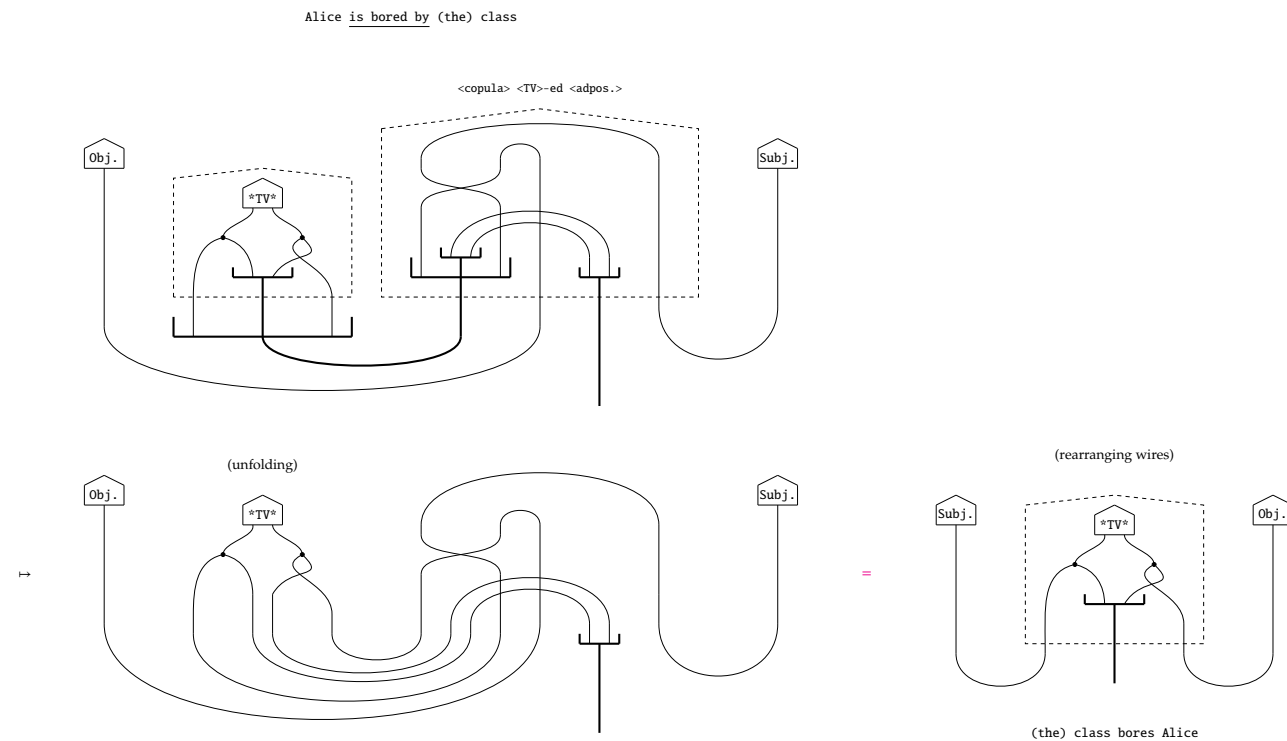 Alice is bored by (the) class
<copula> <TV>-ed <adpos.>
Obj.
*TV*
Subj.
(unfolding)
(rearranging wires)
Obj.
*TV*
Subj.
Subj.
*TV*
Obj.
↦
=
(the) class bores Alice